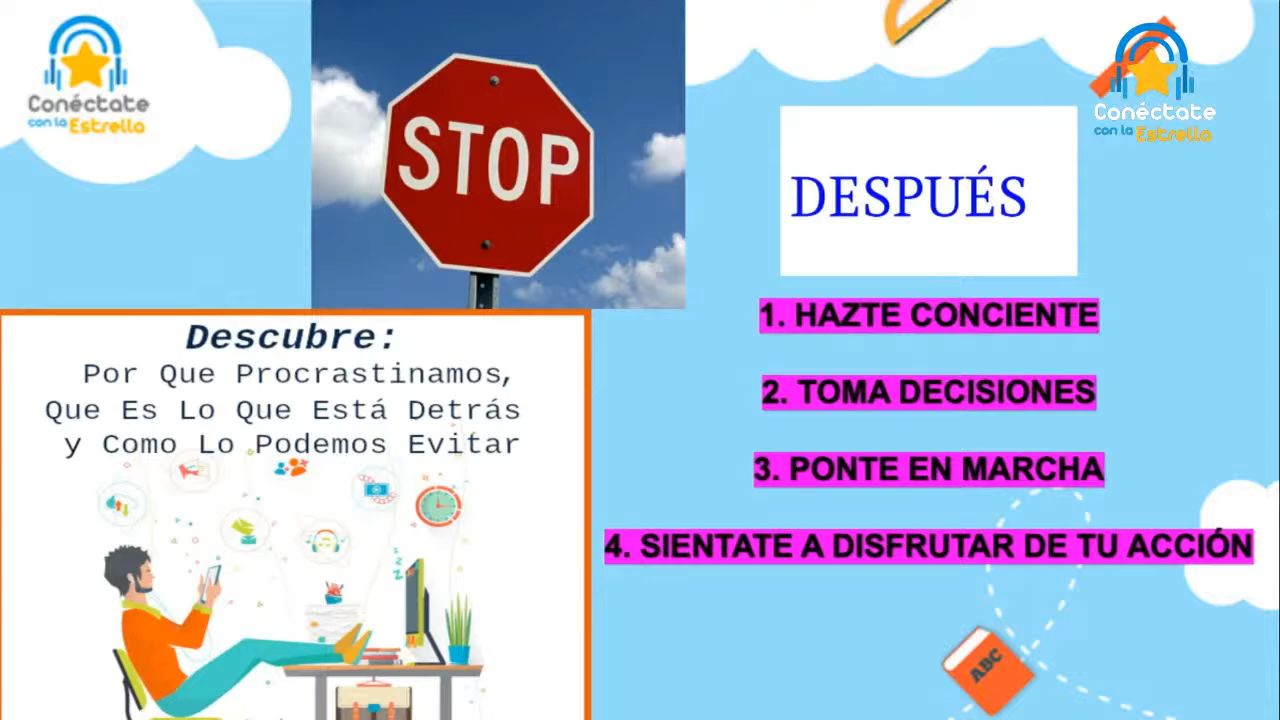 Conéctate
con la Estrella
STOP
Descubre:
Por Que Procrastinamos,
Que Es Lo Que Está Detrás
y Como Lo Podemos Evitar
z
z
z
Conéctate
con la Estrella
DESPUÉS
1. HAZTE CONCIENTE
2. TOMA DECISIONES
3. PONTE EN MARCHA
4. SIENTATE A DISFRUTAR DE TU ACCIÓN
ABC